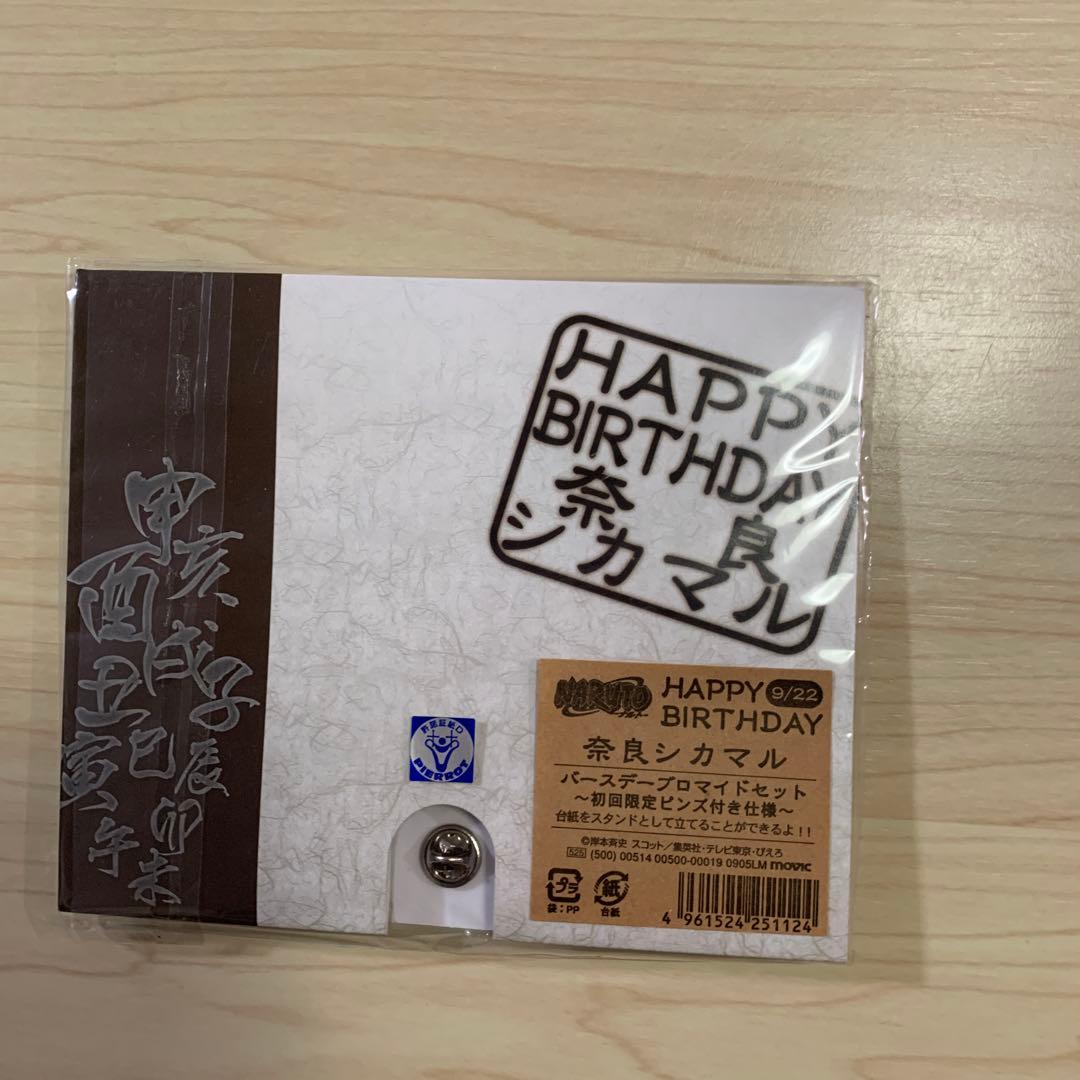 申亥
酉戌子
丑巳辰卯
寅午未
HAPPY
BIRTHDAY
奈良
シカマル
許諾証紙D
PIERROT
NARUTO
ナルト
HAPPY 9/22
BIRTHDAY
奈良シカマル
バースデーブロマイドセット
〜初回限定ピンズ付き仕様〜
台紙をスタンドとして立てることができるよ!!
©岸本斉史 スコット/集英社・テレビ東京・ぴえろ
525 (500) 00514 00500-00019 0905LM movic
プラ
袋:PP
紙
台紙
4 961524 251124